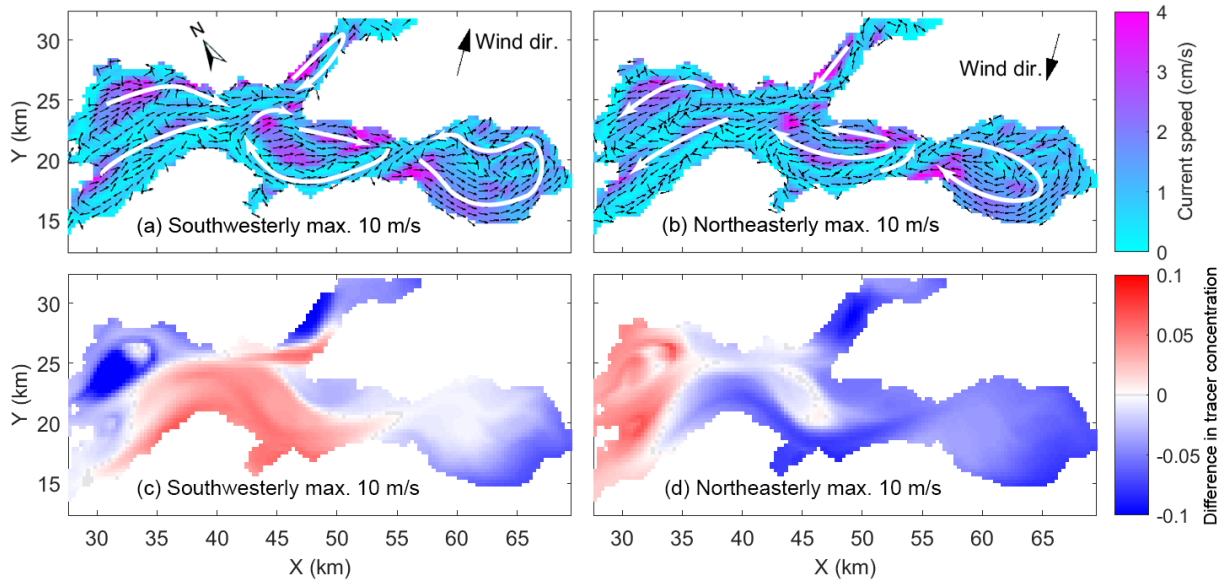 30
25
20
15
Y (km)
N
Wind dir.
(a) Southwesterly max. 10 m/s
Wind dir.
(b) Northeasterly max. 10 m/s
4
3
2
1
0
Current speed (cm/s)
30
25
20
15
Y (km)
(c) Southwesterly max. 10 m/s
30 35 40 45 50 55 60 65
X (km)
(d) Northeasterly max. 10 m/s
30 35 40 45 50 55 60 65
X (km)
0.1
0.05
0
-0.05
-0.1
Difference in tracer concentration